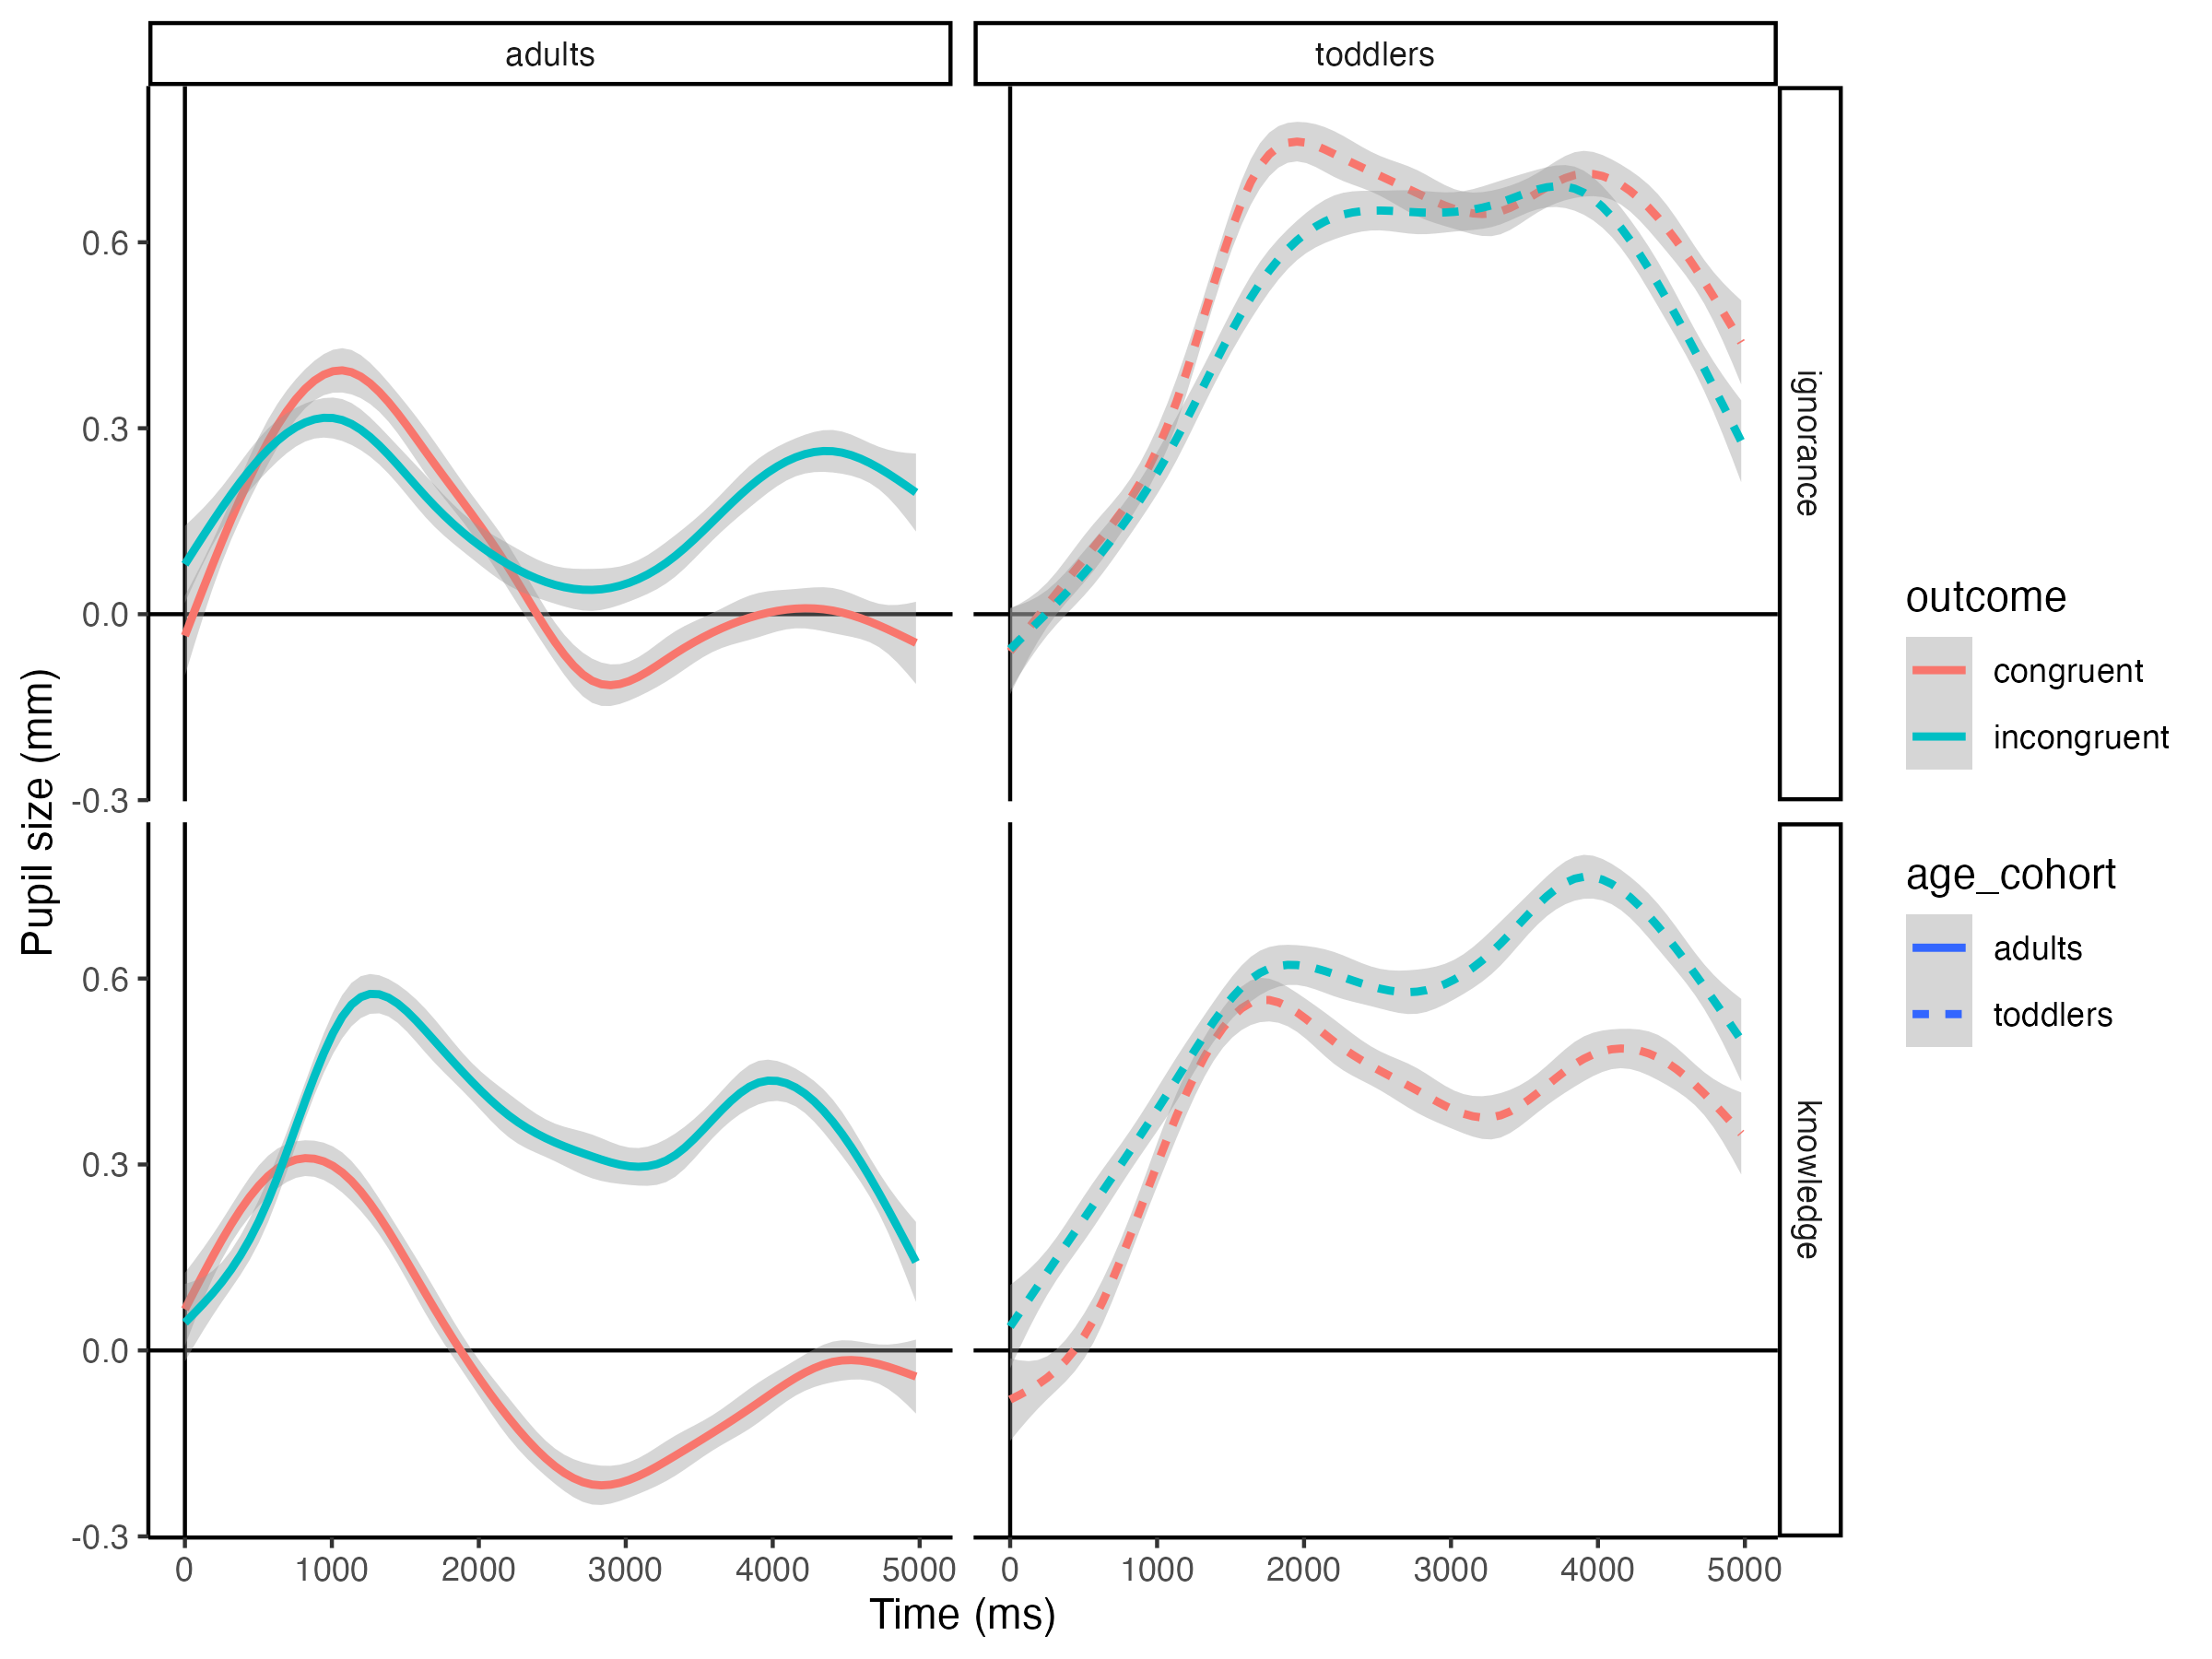 adults
toddlers
ignorance
knowledge
Pupil size (mm)
0.6
0.3
0.0
-0.3
0.6
0.3
0.0
-0.3
0 1000 2000 3000 4000 5000
0 1000 2000 3000 4000 5000
Time (ms)
outcome
congruent
incongruent
age_cohort
adults
toddlers